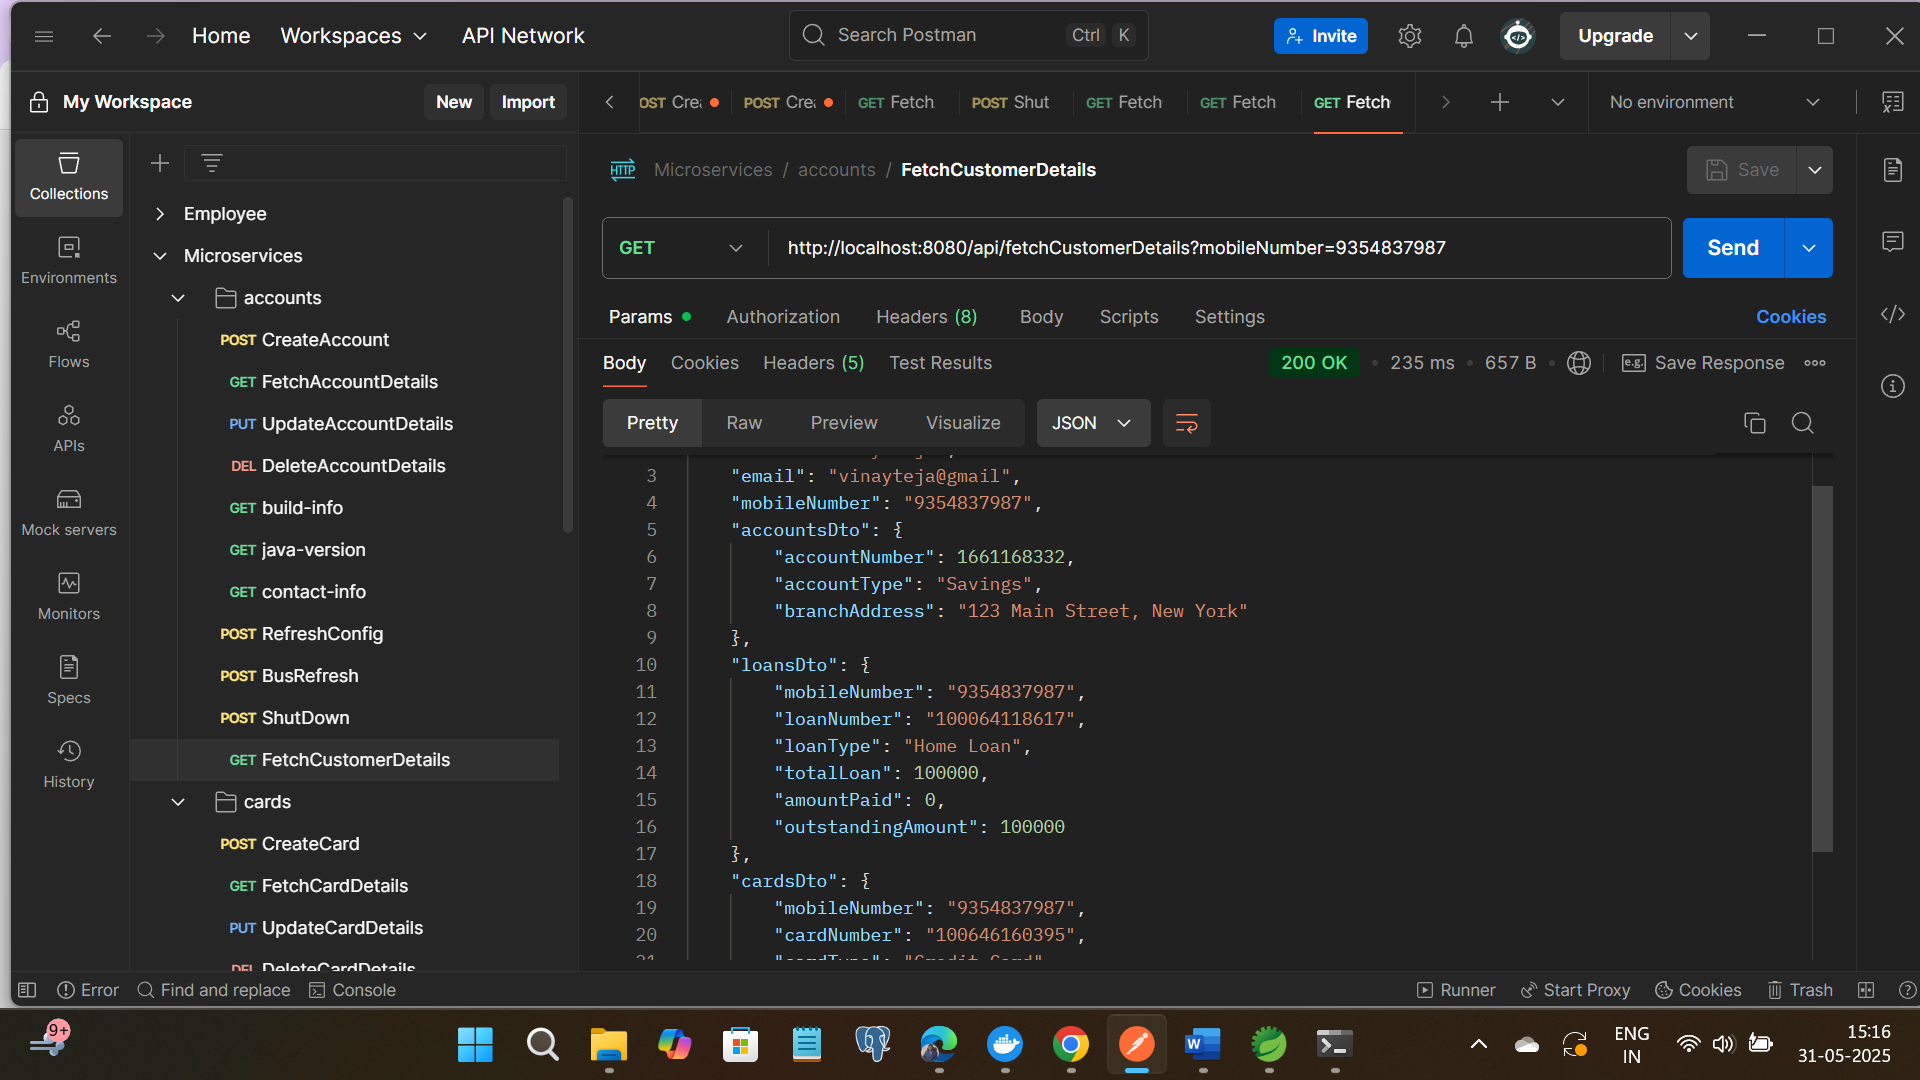 Home
Workspaces
API Network
Search Postman
Ctrl
K
Invite
Upgrade
My Workspace
New
Import
OST Cre
POST Crea
GET Fetch
POST Shut
GET Fetch
GET Fetch
GET Fetch
No environment
Collections
Environments
Flows
APIs
Mock servers
Monitors
Specs
History
Employee
Microservices
accounts
POST CreateAccount
GET FetchAccountDetails
PUT UpdateAccountDetails
DEL DeleteAccountDetails
GET build-info
GET java-version
GET contact-info
POST RefreshConfig
POST BusRefresh
POST ShutDown
GET FetchCustomerDetails
cards
POST CreateCard
GET FetchCardDetails
PUT UpdateCardDetails
DEL DeleteCardDetails
HTTP
Microservices / accounts / FetchCustomerDetails
Save
GET
http://localhost:8080/api/fetchCustomerDetails?mobileNumber=9354837987
Send
Params
Authorization
Headers (8)
Body
Scripts
Settings
Cookies
Body
Cookies
Headers (5)
Test Results
200 OK
235 ms
657 B
e.g.
Save Response
Pretty
Raw
Preview
Visualize
JSON
3 "email": "vinayteja@gmail",
4 "mobileNumber": "9354837987",
5 "accountsDto": {
6 "accountNumber": 1661168332,
7 "accountType": "Savings",
8 "branchAddress": "123 Main Street, New York"
9 },
10 "loansDto": {
11 "mobileNumber": "9354837987",
12 "loanNumber": "100064118617",
13 "loanType": "Home Loan",
14 "totalLoan": 100000,
15 "amountPaid": 0,
16 "outstandingAmount": 100000
17 },
18 "cardsDto": {
19 "mobileNumber": "9354837987",
20 "cardNumber": "100646160395",
21 "cardType": "Credit Card"
Error
Find and replace
Console
Runner
Start Proxy
Cookies
Trash
9+
ENG
IN
15:16
31-05-2025